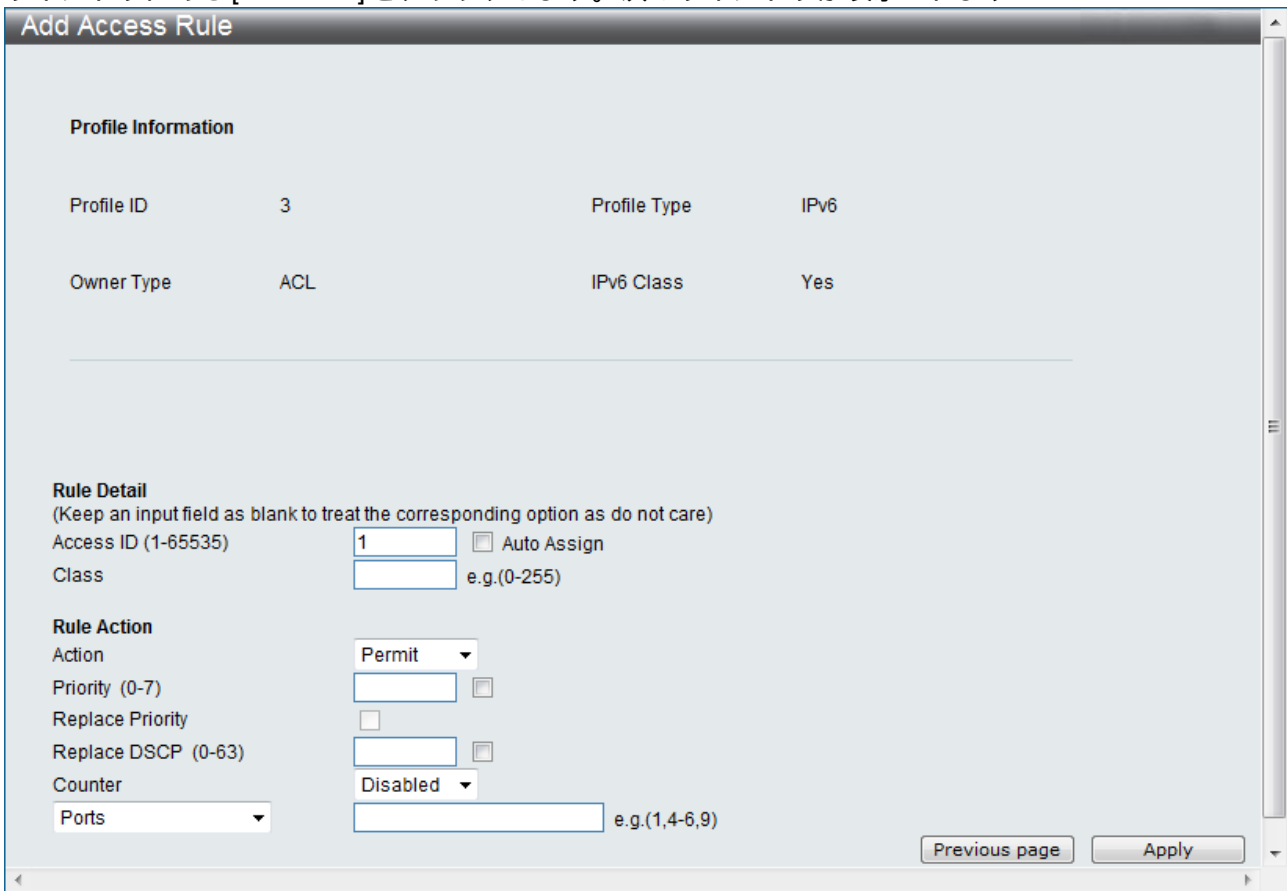 Add Access Rule
Profile Information
Profile ID 3 Profile Type IPv6
Owner Type ACL IPv6 Class Yes
Rule Detail
(Keep an input field as blank to treat the corresponding option as do not care)
Access ID (1-65535) 1 Auto Assign
Class e.g.(0-255)
Rule Action
Action Permit
Priority (0-7)
Replace Priority
Replace DSCP (0-63)
Counter Disabled
Ports e.g.(1,4-6,9)
Previous page Apply